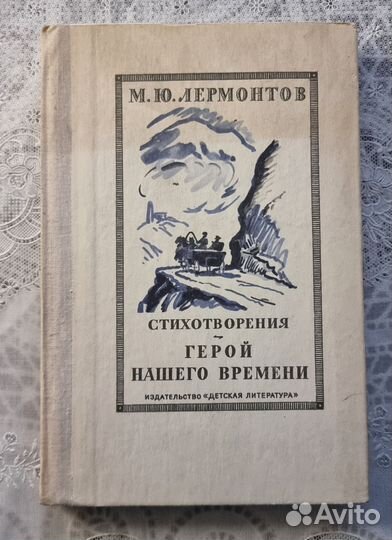 М.Ю.ЛЕРМОНТОВ
СТИХОТВОРЕНИЯ
~
ГЕРОЙ
НАШЕГО ВРЕМЕНИ
ИЗДАТЕЛЬСТВО «ДЕТСКАЯ ЛИТЕРАТУРА»
Avito